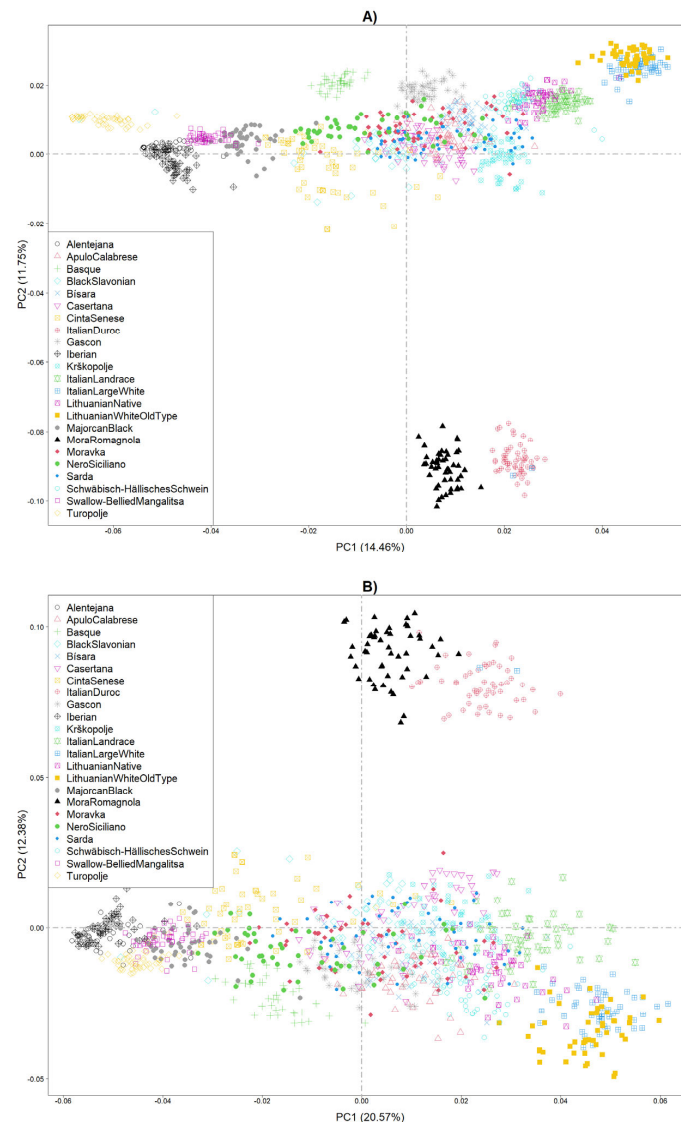 A)
0.02
0.00
-0.02
-0.04
-0.06
-0.08
-0.10
PC2 (11.75%)
Alentejana
ApuloCalabrese
Basque
BlackSlavonian
Bísara
Casertana
CintaSenese
ItalianDuroc
Gascon
Iberian
Krškopolje
ItalianLandrace
ItalianLargeWhite
LithuanianNative
LithuanianWhiteOldType
MajorcanBlack
MoraRomagnola
Moravka
NeroSiciliano
Sarda
Schwäbisch-HällischesSchwein
Swallow-BelliedMangalitsa
Turopolje
-0.06
-0.04
-0.02
0.00
0.02
0.04
PC1 (14.46%)
B)
0.10
0.05
0.00
-0.05
PC2 (12.38%)
Alentejana
ApuloCalabrese
Basque
BlackSlavonian
Bísara
Casertana
CintaSenese
ItalianDuroc
Gascon
Iberian
Krškopolje
ItalianLandrace
ItalianLargeWhite
LithuanianNative
LithuanianWhiteOldType
MajorcanBlack
MoraRomagnola
Moravka
NeroSiciliano
Sarda
Schwäbisch-HällischesSchwein
Swallow-BelliedMangalitsa
Turopolje
-0.06
-0.04
-0.02
0.00
0.02
0.04
0.06
PC1 (20.57%)